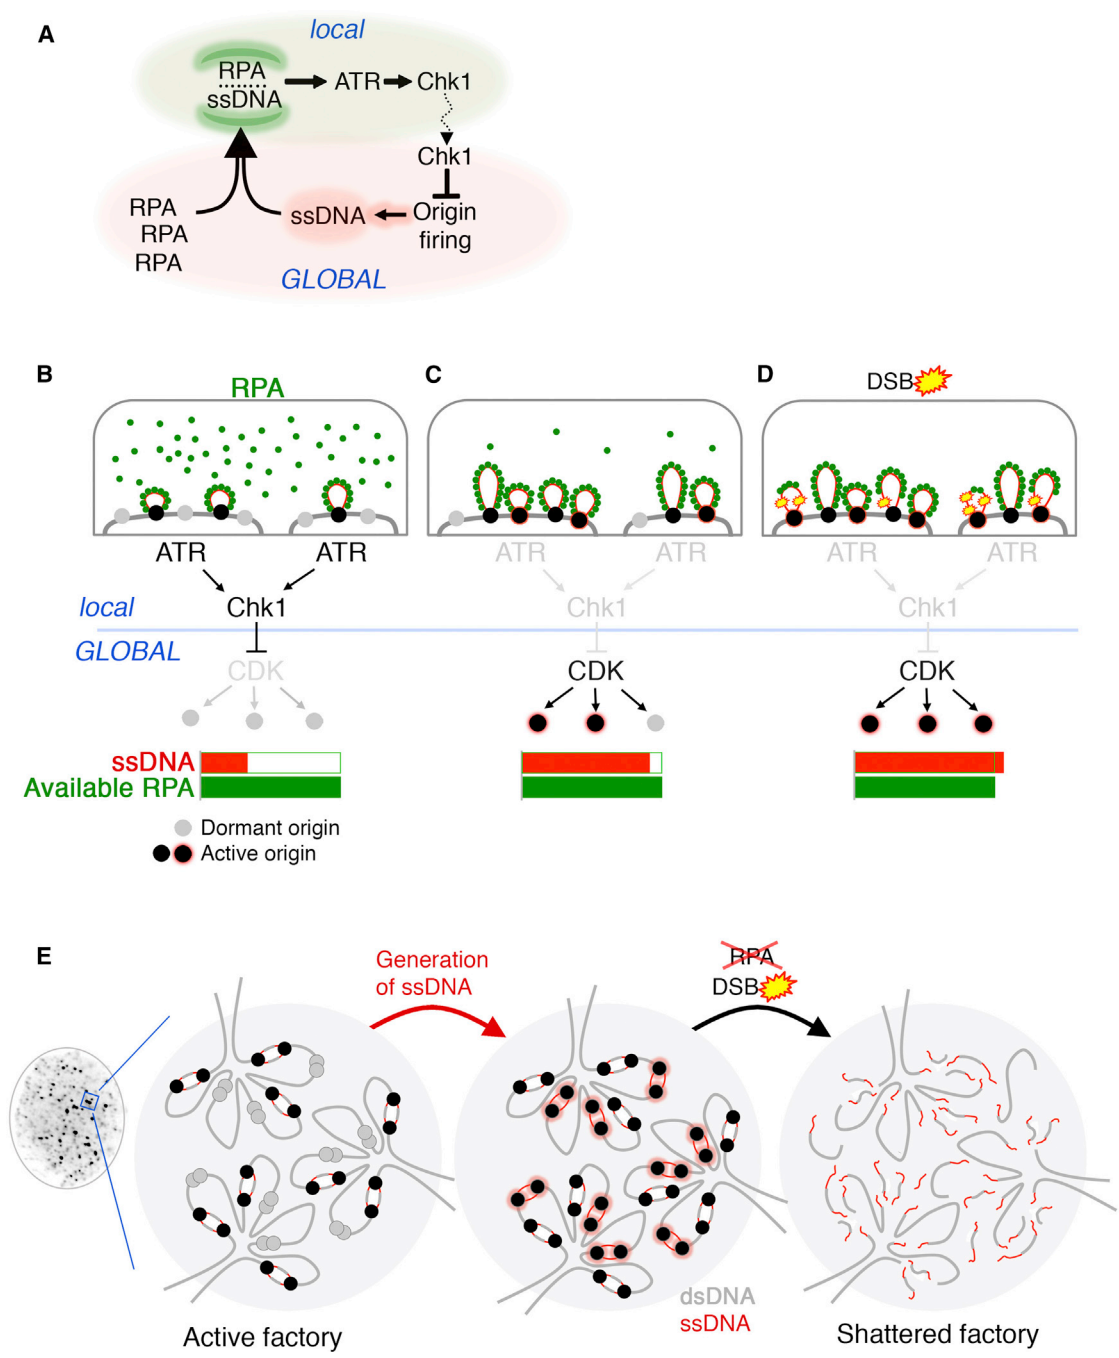 A
local
RPA
ssDNA
ATR
Chk1
Chk1
RPA
RPA
RPA
ssDNA
Origin
firing
GLOBAL
B
RPA
C
D
DSB
ATR
ATR
ATR
ATR
ATR
ATR
local
Chk1
Chk1
Chk1
GLOBAL
CDK
CDK
CDK
ssDNA
Available RPA
Dormant origin
Active origin
E
Generation
of ssDNA
RPA
DSB
dsDNA
ssDNA
Active factory
Shattered factory